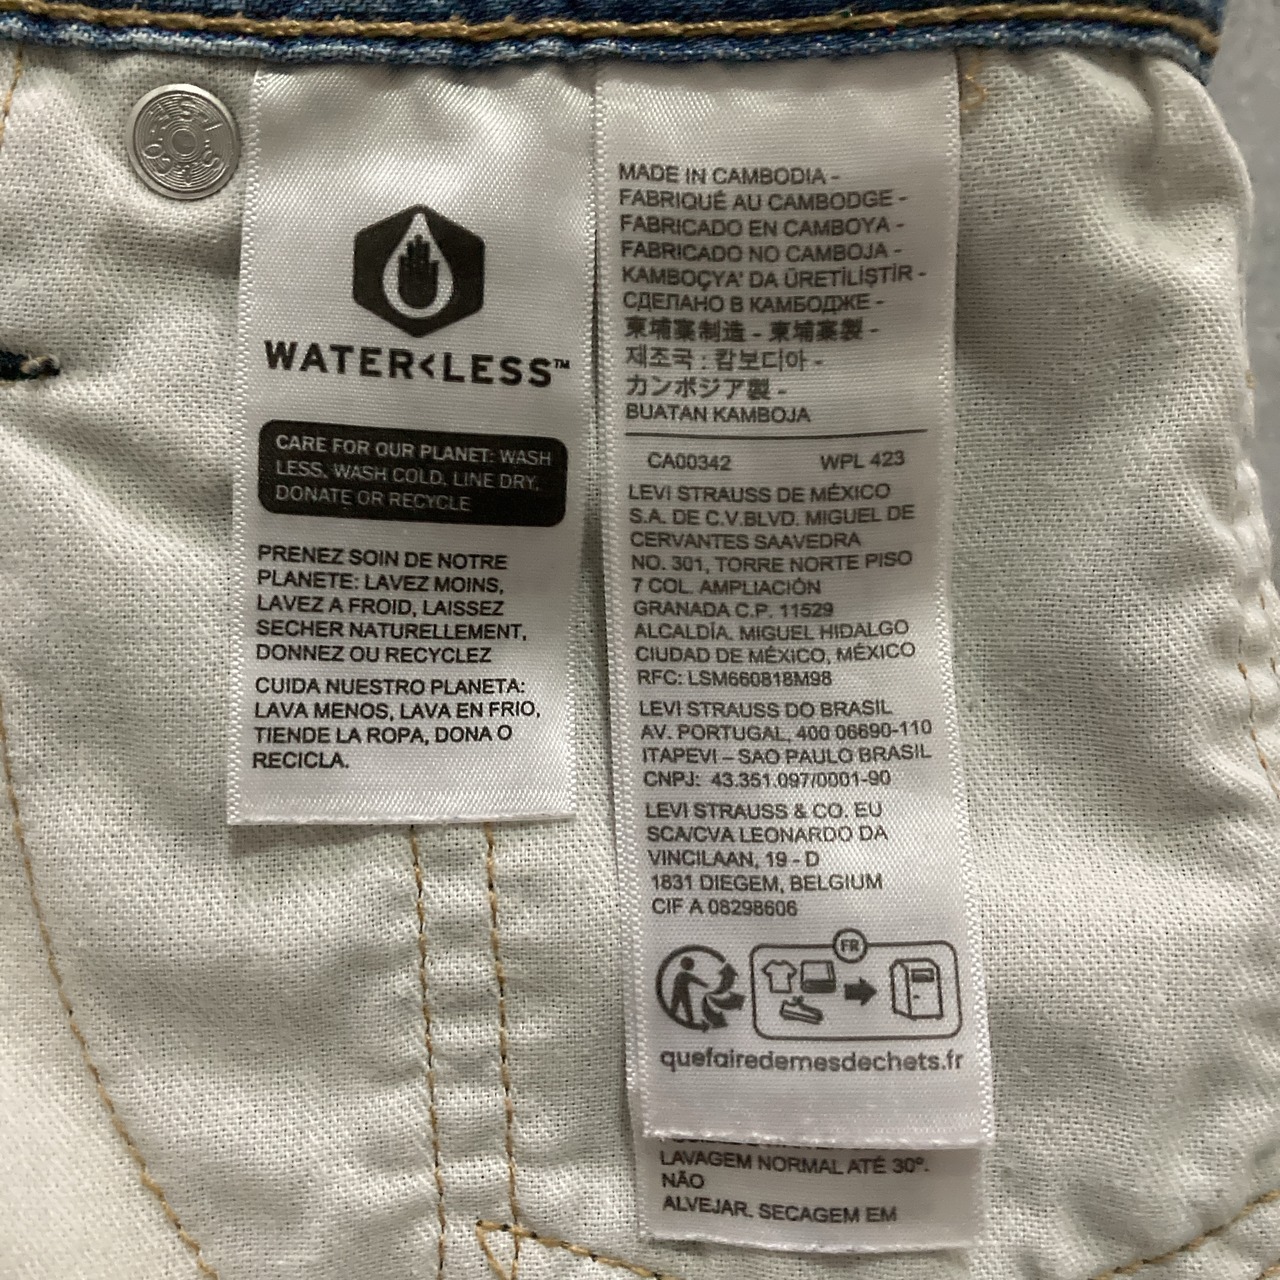 WATER<LESS™
CARE FOR OUR PLANET: WASH
LESS, WASH COLD, LINE DRY,
DONATE OR RECYCLE
PRENEZ SOIN DE NOTRE
PLANETE: LAVEZ MOINS,
LAVEZ A FROID, LAISSEZ
SECHER NATURELLEMENT,
DONNEZ OU RECYCLEZ
CUIDA NUESTRO PLANETA:
LAVA MENOS, LAVA EN FRIO,
TIENDE LA ROPA, DONA O
RECICLA.
MADE IN CAMBODIA -
FABRIQUÉ AU CAMBODGE -
FABRICADO EN CAMBOYA -
FABRICADO NO CAMBOJA -
KAMBOÇYA' DA ÜRETİLİŞTİR -
СДЕЛАНО В КАМБОДЖЕ -
柬埔寨制造 - 柬埔寨製 -
제조국 : 캄보디아 -
カンボジア製 -
BUATAN KAMBOJA
CA00342 WPL 423
LEVI STRAUSS DE MÉXICO
S.A. DE C.V.BLVD. MIGUEL DE
CERVANTES SAAVEDRA
NO. 301, TORRE NORTE PISO
7 COL. AMPLIACIÓN
GRANADA C.P. 11529
ALCALDÍA, MIGUEL HIDALGO
CIUDAD DE MÉXICO, MÉXICO
RFC: LSM660818M98
LEVI STRAUSS DO BRASIL
AV. PORTUGAL, 400 06690-110
ITAPEVI – SAO PAULO BRASIL
CNPJ: 43.351.097/0001-90
LEVI STRAUSS & CO. EU
SCA/CVA LEONARDO DA
VINCILAAN, 19 - D
1831 DIEGEM, BELGIUM
CIF A 08298606
FR
quefairedemesdechets.fr
LAVAGEM NORMAL ATÉ 30º.
NÃO
ALVEJAR. SECAGEM EM